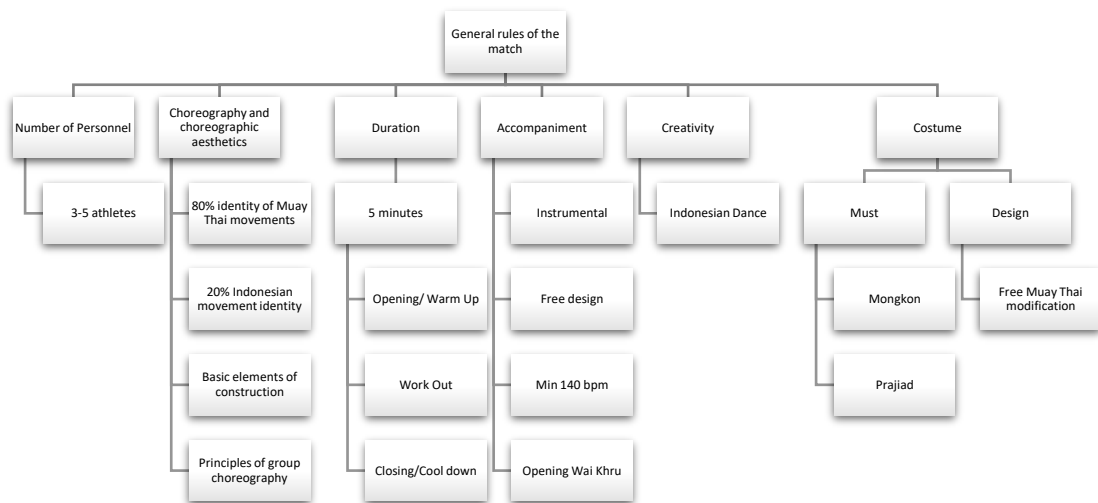 General rules of the
match
Number of Personnel
3-5 athletes
Choreography and
choreographic
aesthetics
80% identity of Muay
Thai movements
20% Indonesian
movement identity
Basic elements of
construction
Principles of group
choreography
Duration
5 minutes
Opening/ Warm Up
Work Out
Closing/Cool down
Accompaniment
Instrumental
Free design
Min 140 bpm
Opening Wai Khru
Creativity
Indonesian Dance
Costume
Must
Mongkon
Prajiad
Design
Free Muay Thai
modification